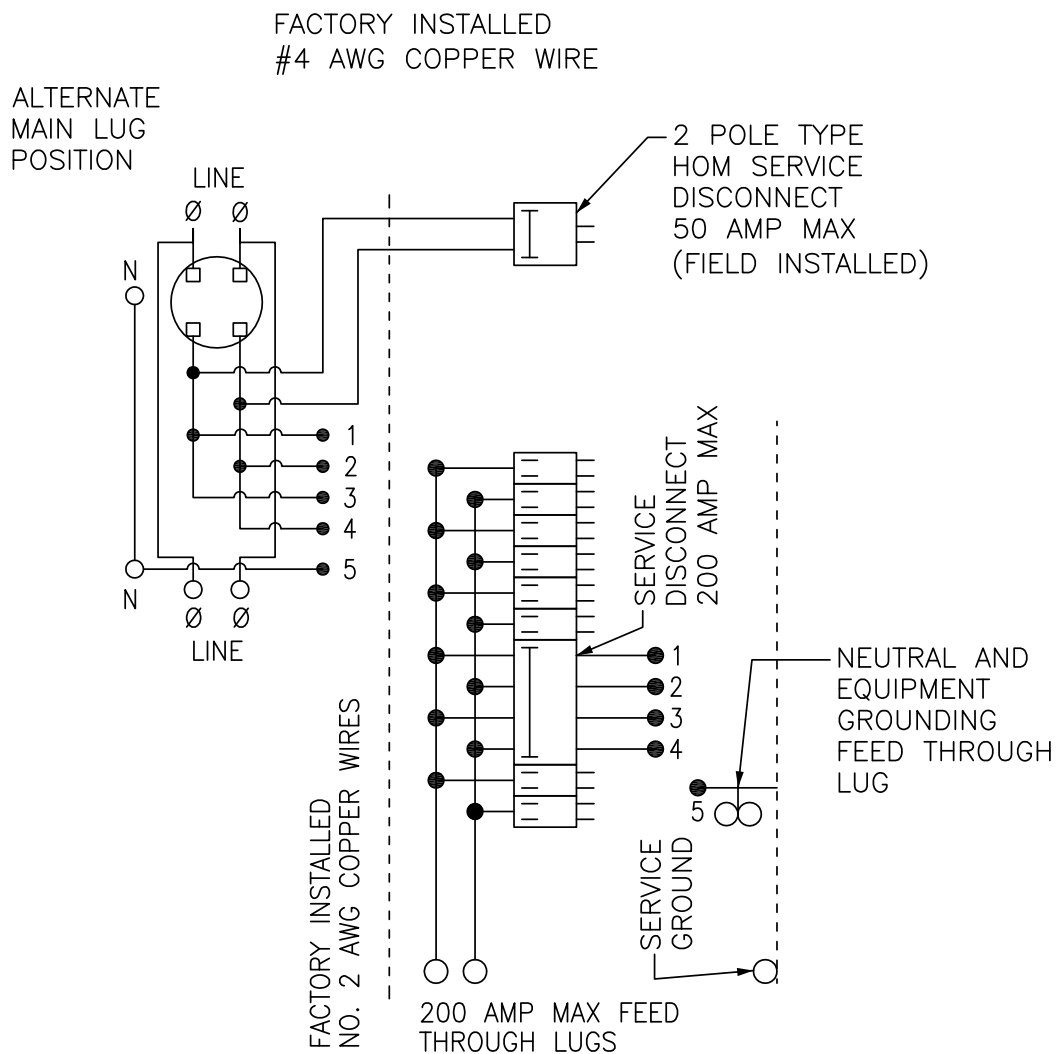 FACTORY INSTALLED
#4 AWG COPPER WIRE
ALTERNATE
MAIN LUG
POSITION
LINE
Ø Ø
N
2 POLE TYPE
HOM SERVICE
DISCONNECT
50 AMP MAX
(FIELD INSTALLED)
1
2
3
4
5
N
Ø Ø
LINE
SERVICE
DISCONNECT
200 AMP MAX
1
2
3
4
NEUTRAL AND
EQUIPMENT
GROUNDING
FEED THROUGH
LUG
5
FACTORY INSTALLED
NO. 2 AWG COPPER WIRES
SERVICE
GROUND
200 AMP MAX FEED
THROUGH LUGS